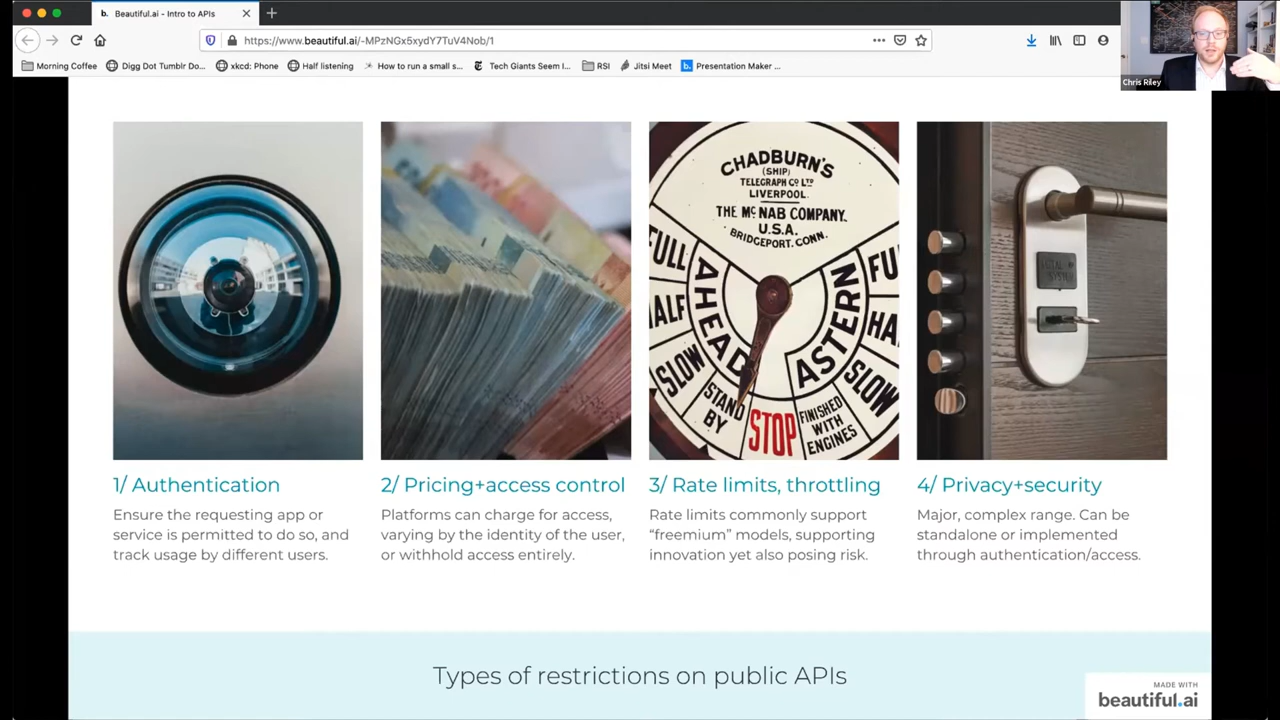 b. Beautiful.ai - Intro to APIs
https://www.beautiful.ai/-MPzNGx5xydY7TuV4Nob/1
Morning Coffee Digg Dot Tumblr Do... xkcd: Phone Half listening How to run a small s... Tech Giants Seem I... RSI Jitsi Meet b. Presentation Maker ...
Chris Riley
CHADBURN'S
(SHIP)
TELEGRAPH CO LTD
LIVERPOOL.
THE MC NAB COMPANY.
U.S.A.
BRIDGEPORT. CONN.
FULL
HALF
SLOW
AHEAD
STAND
BY
STOP
FINISHED
WITH
ENGINES
ASTERN
SLOW
HA
FU
1/ Authentication
Ensure the requesting app or
service is permitted to do so, and
track usage by different users.
2/ Pricing+access control
Platforms can charge for access,
varying by the identity of the user,
or withhold access entirely.
3/ Rate limits, throttling
Rate limits commonly support
“freemium” models, supporting
innovation yet also posing risk.
4/ Privacy+security
Major, complex range. Can be
standalone or implemented
through authentication/access.
Types of restrictions on public APIs
MADE WITH
beautiful.ai